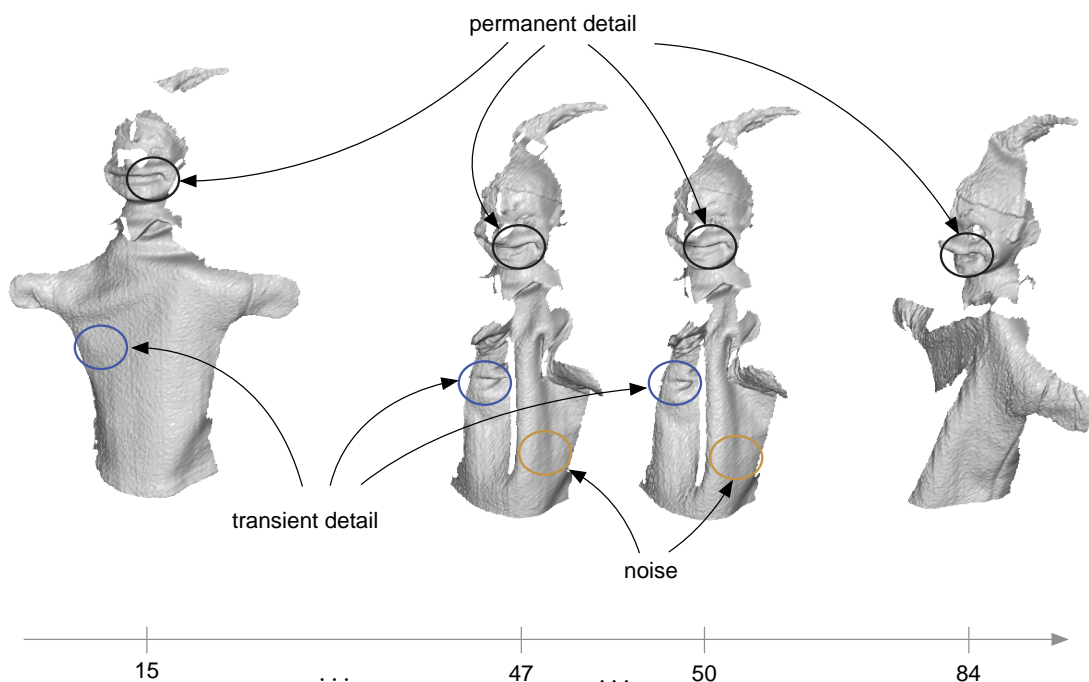 permanent detail
transient detail
noise
15
. . .
47
. . .
50
84